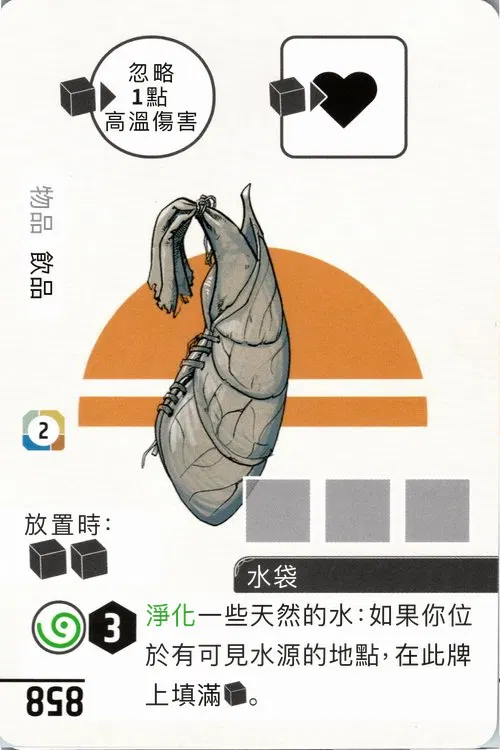 忽略
1點
高溫傷害
物品 飲品
2
放置時：
水袋
3
淨化一些天然的水：如果你位
於有可見水源的地點，在此牌
上填滿。
858